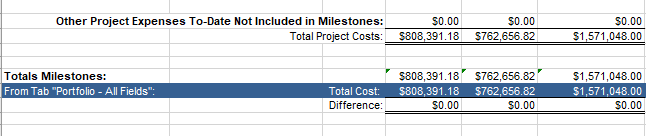 Other Project Expenses To-Date Not Included in Milestones: $0.00 $0.00 $0.00
Total Project Costs: $808,391.18 $762,656.82 $1,571,048.00
Totals Milestones: $808,391.18 $762,656.82 $1,571,048.00
From Tab "Portfolio - All Fields": Total Cost: $808,391.18 $762,656.82 $1,571,048.00
Difference: $0.00 $0.00 $0.00